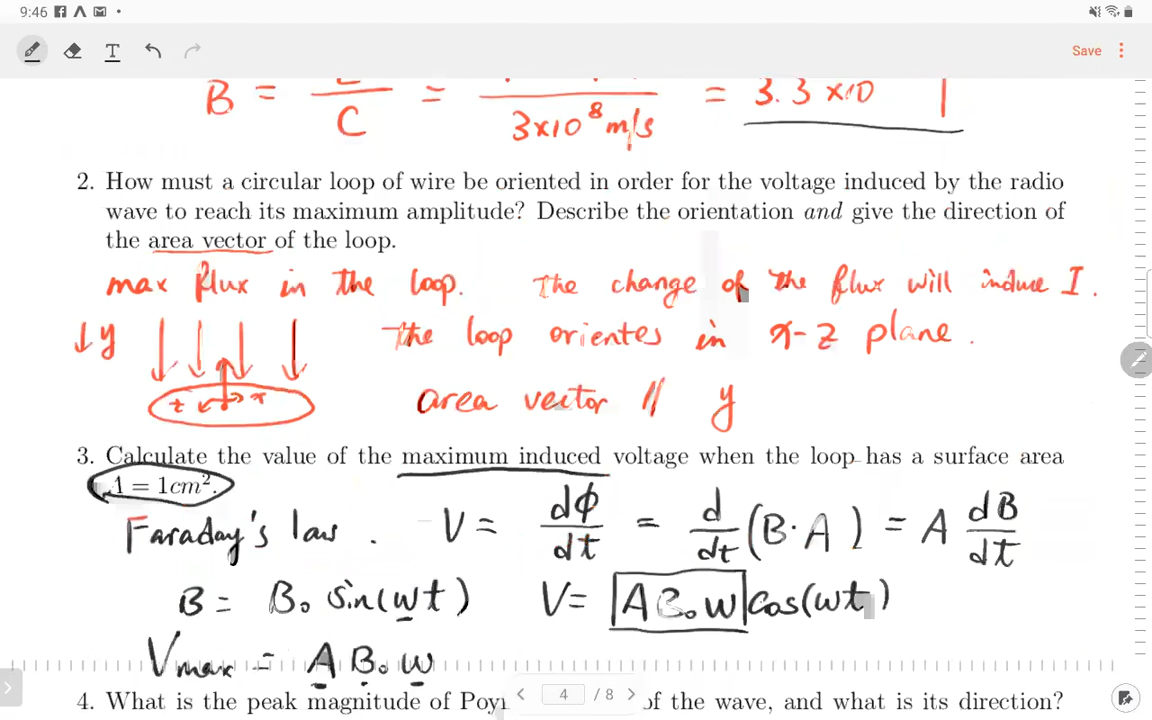 9:46
Save
B = / C = / 3x10⁸ m/s = 3.3 x10
2. How must a circular loop of wire be oriented in order for the voltage induced by the radio
wave to reach its maximum amplitude? Describe the orientation and give the direction of
the area vector of the loop.
max flux in the loop. The change of the flux will induce I.
↓y the loop orientes in x-z plane.
z x
area vector // y
3. Calculate the value of the maximum induced voltage when the loop has a surface area
A = 1cm².
Faraday's law. V = dϕ/dt = d/dt (B·A) = A dB/dt
B = B₀ sin(wt) V = AB₀w cos(wt)
Vmax = AB₀w
4. What is the peak magnitude of Poyn of the wave, and what is its direction?
4 / 8